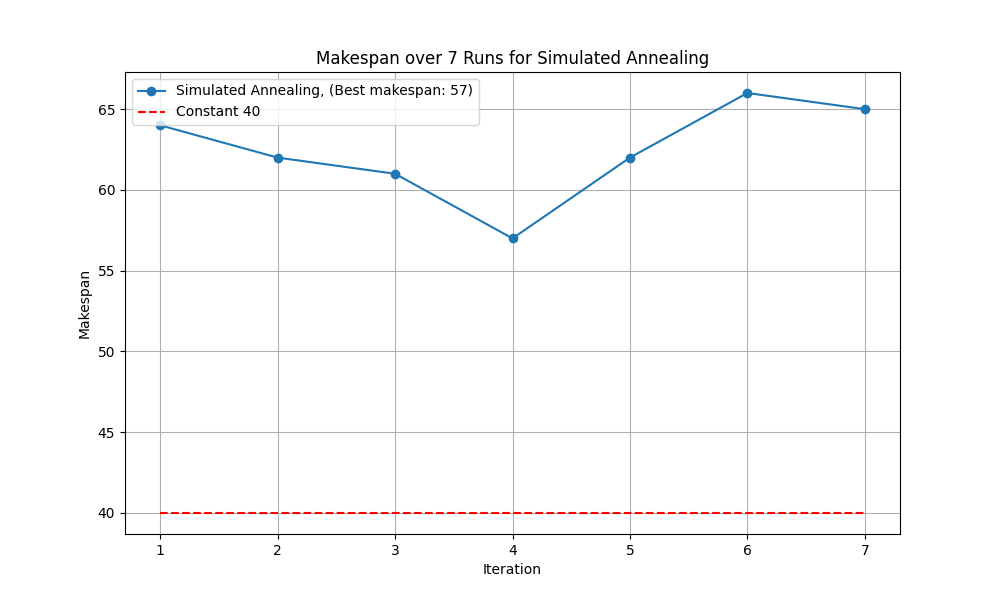 Makespan over 7 Runs for Simulated Annealing
Simulated Annealing, (Best makespan: 57)
Constant 40
Makespan
65
60
55
50
45
40
1 2 3 4 5 6 7
Iteration